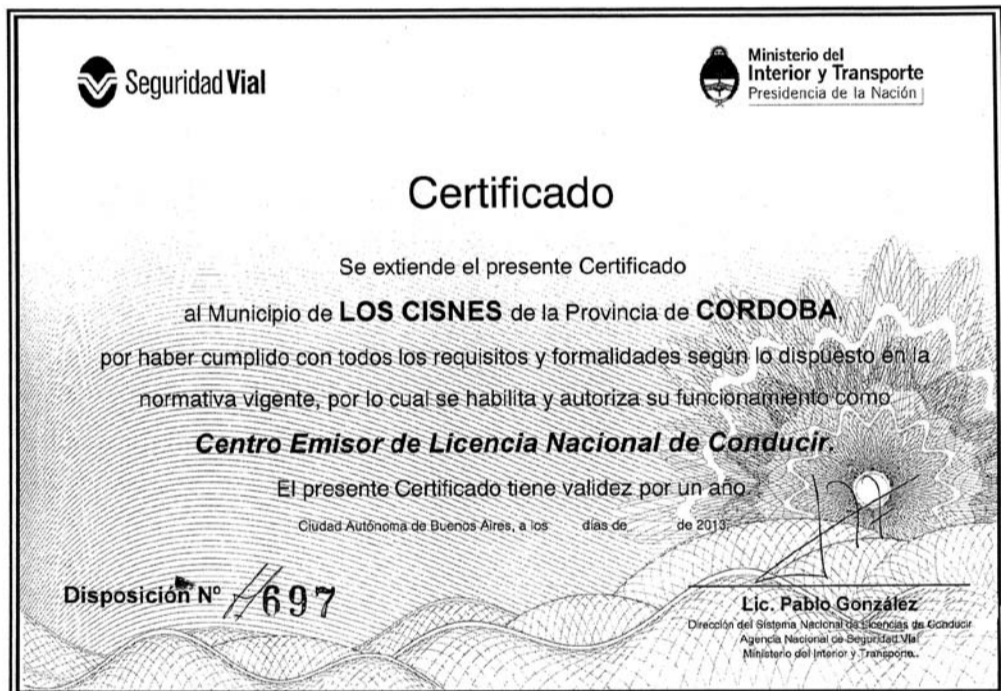 Seguridad Vial
Ministerio del
Interior y Transporte
Presidencia de la Nación
Certificado
Se extiende el presente Certificado
al Municipio de LOS CISNES de la Provincia de CORDOBA,
por haber cumplido con todos los requisitos y formalidades según lo dispuesto en la
normativa vigente, por lo cual se habilita y autoriza su funcionamiento como
Centro Emisor de Licencia Nacional de Conducir.
El presente Certificado tiene validez por un año.
Ciudad Autónoma de Buenos Aires, a los días de de 2013.
Disposición Nº 697
Lic. Pablo González
Dirección del Sistema Nacional de Licencias de Conducir
Agencia Nacional de Seguridad Vial
Ministerio del Interior y Transporte.